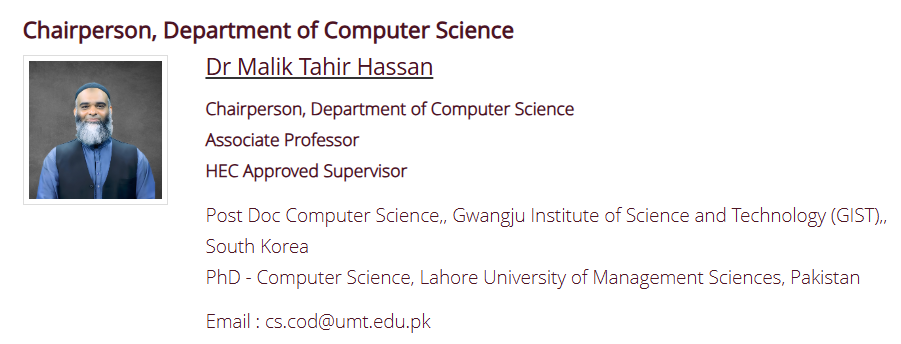 Chairperson, Department of Computer Science
Dr Malik Tahir Hassan
Chairperson, Department of Computer Science
Associate Professor
HEC Approved Supervisor
Post Doc Computer Science,, Gwangju Institute of Science and Technology (GIST),,
South Korea
PhD - Computer Science, Lahore University of Management Sciences, Pakistan
Email : cs.cod@umt.edu.pk